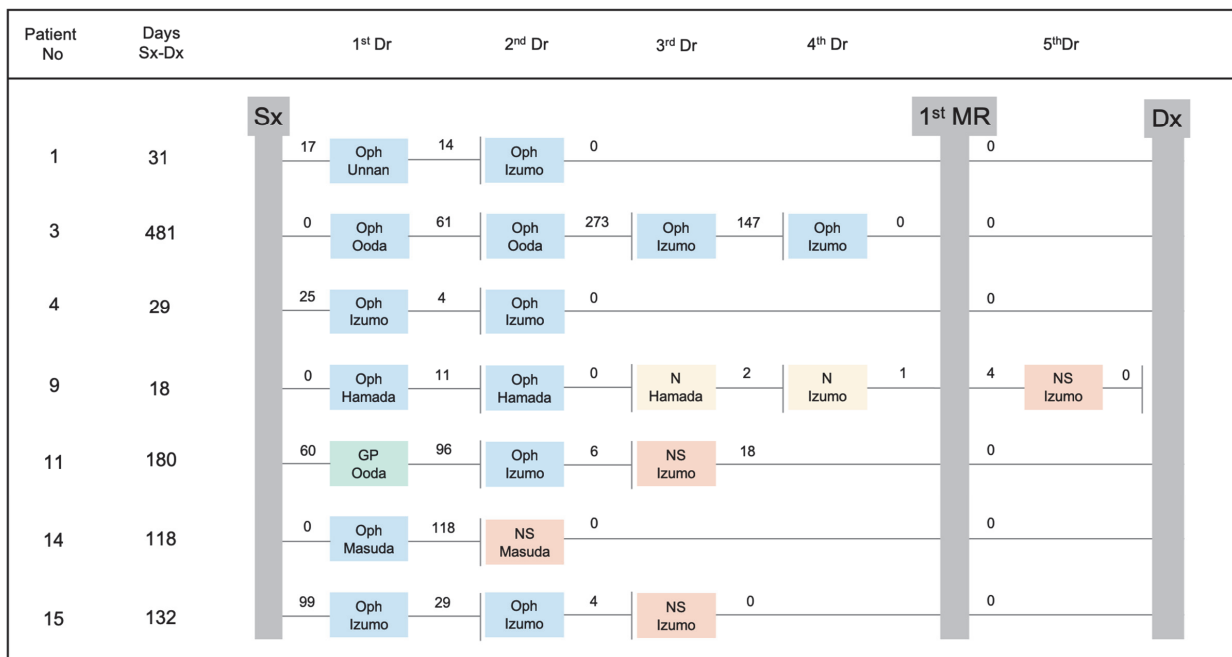 Patient No
Days Sx-Dx
1st Dr
2nd Dr
3rd Dr
4th Dr
5thDr
Sx
1st MR
Dx
1
31
17
Oph
Unnan
14
Oph
Izumo
0
0
3
481
0
Oph
Ooda
61
Oph
Ooda
273
Oph
Izumo
147
Oph
Izumo
0
0
4
29
25
Oph
Izumo
4
Oph
Izumo
0
0
9
18
0
Oph
Hamada
11
Oph
Hamada
0
N
Hamada
2
N
Izumo
1
4
NS
Izumo
0
11
180
60
GP
Ooda
96
Oph
Izumo
6
NS
Izumo
18
0
14
118
0
Oph
Masuda
118
NS
Masuda
0
0
15
132
99
Oph
Izumo
29
Oph
Izumo
4
NS
Izumo
0
0